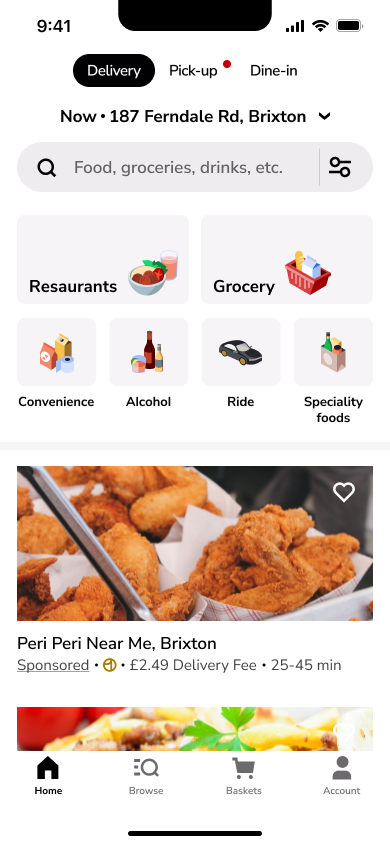 9:41
Delivery Pick-up Dine-in
Now • 187 Ferndale Rd, Brixton
Food, groceries, drinks, etc.
Resaurants Grocery
Convenience Alcohol Ride Speciality
foods
Peri Peri Near Me, Brixton
Sponsored • • £2.49 Delivery Fee • 25-45 min
Home Browse Baskets Account